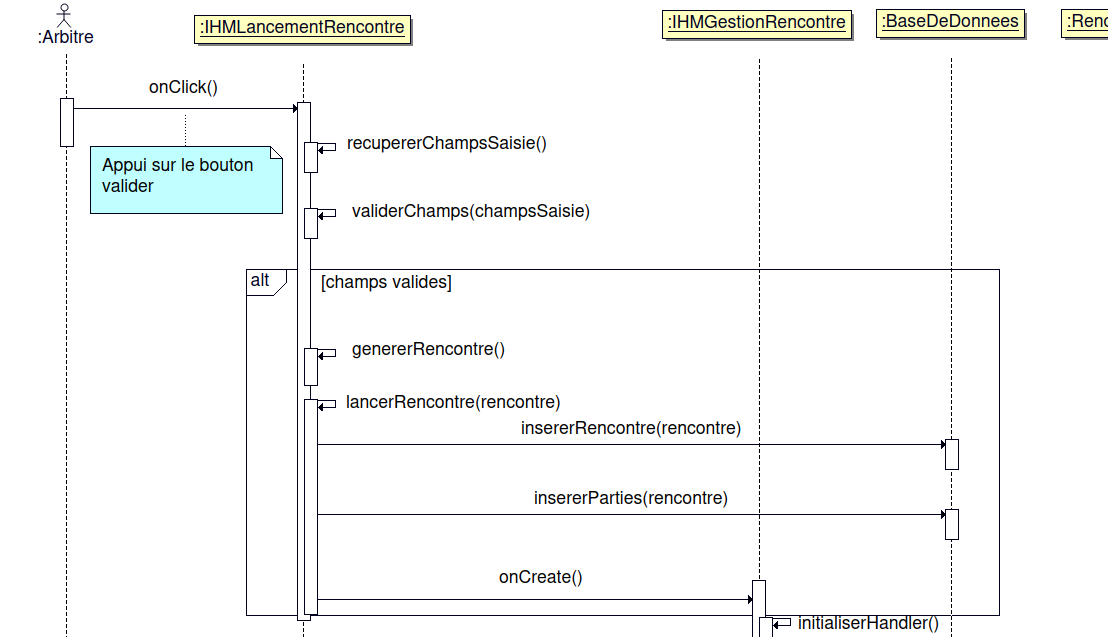 :Arbitre
:IHMLancementRencontre
:IHMGestionRencontre
:BaseDeDonnees
:Renc
onClick()
Appui sur le bouton
valider
recupererChampsSaisie()
validerChamps(champsSaisie)
alt
[champs valides]
genererRencontre()
lancerRencontre(rencontre)
insererRencontre(rencontre)
insererParties(rencontre)
onCreate()
initialiserHandler()